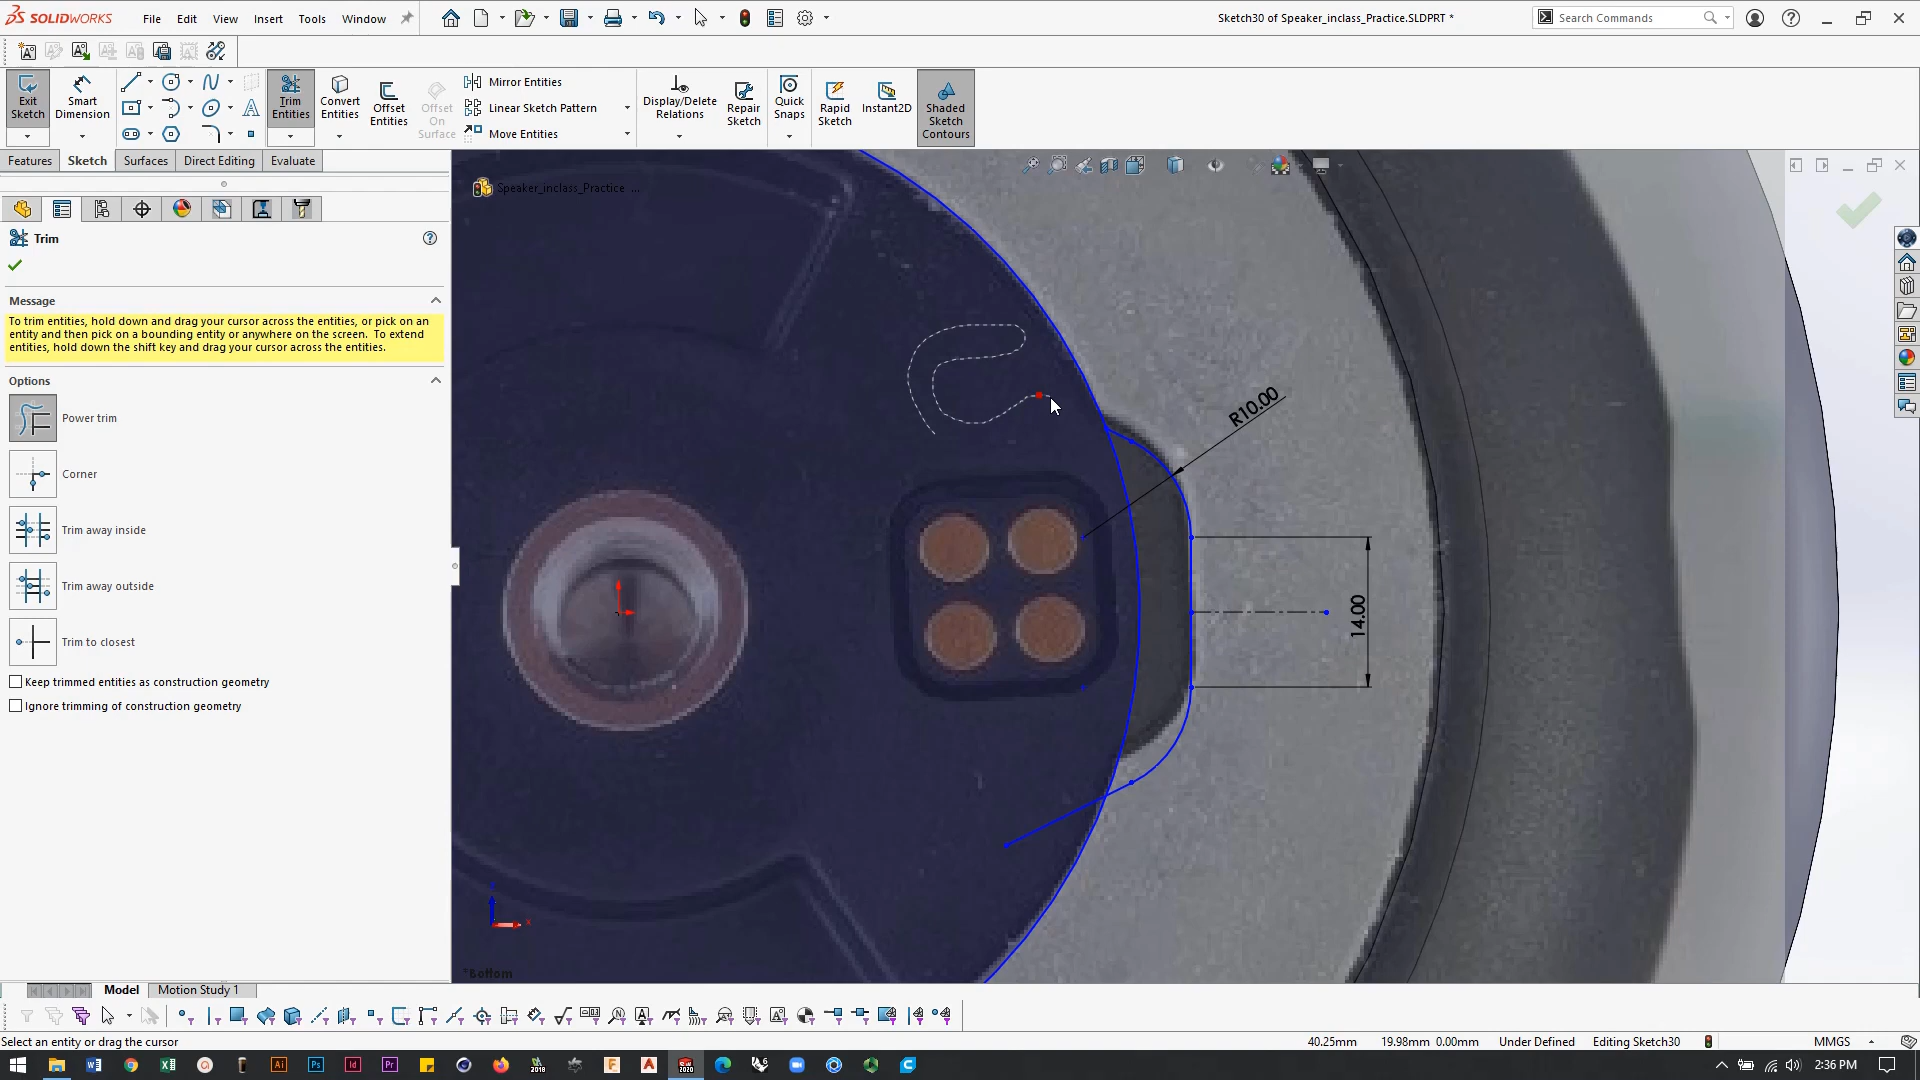 SOLIDWORKS File Edit View Insert Tools Window Sketch30 of Speaker_inclass_Practice.SLDPRT * Search Commands
Exit Sketch Smart Dimension Trim Entities Convert Entities Offset Entities Offset On Surface Mirror Entities Linear Sketch Pattern Move Entities Display/Delete Relations Repair Sketch Quick Snaps Rapid Sketch Instant2D Shaded Sketch Contours
Features Sketch Surfaces Direct Editing Evaluate
Speaker_inclass_Practice ...
Trim
Message
To trim entities, hold down and drag your cursor across the entities, or pick on an
entity and then pick on a bounding entity or anywhere on the screen. To extend
entities, hold down the shift key and drag your cursor across the entities.
Options
Power trim
Corner
Trim away inside
Trim away outside
Trim to closest
Keep trimmed entities as construction geometry
Ignore trimming of construction geometry
R10.00
14.00
*Bottom
Model Motion Study 1
Select an entity or drag the cursor 40.25mm 19.98mm 0.00mm Under Defined Editing Sketch30 MMGS
2:36 PM